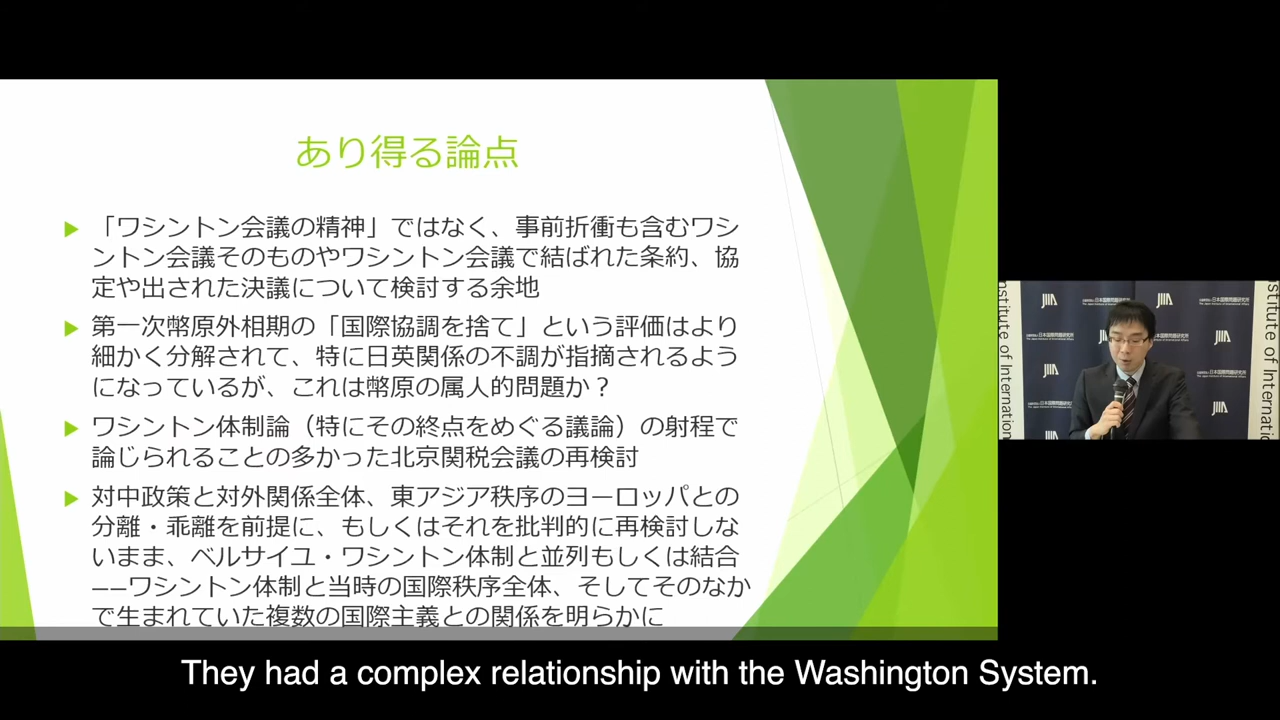 あり得る論点
「ワシントン会議の精神」ではなく、事前折衝も含むワシ
ントン会議そのものやワシントン会議で結ばれた条約、協
定や出された決議について検討する余地
第一次幣原外相期の「国際協調を捨て」という評価はより
細かく分解されて、特に日英関係の不調が指摘されるよう
になっているが、これは幣原の属人的問題か？
ワシントン体制論（特にその終点をめぐる議論）の射程で
論じられることの多かった北京関税会議の再検討
対中政策と対外関係全体、東アジア秩序のヨーロッパとの
分離・乖離を前提に、もしくはそれを批判的に再検討しな
いまま、ベルサイユ・ワシントン体制と並列もしくは結合
——ワシントン体制と当時の国際秩序全体、そしてそのなか
で生まれていた複数の国際主義との関係を明らかに
nstitute of International
JIIA
JIIA
JIIA
JIIA
JIIA
JIIA
stitute of Internati
They had a complex relationship with the Washington System.